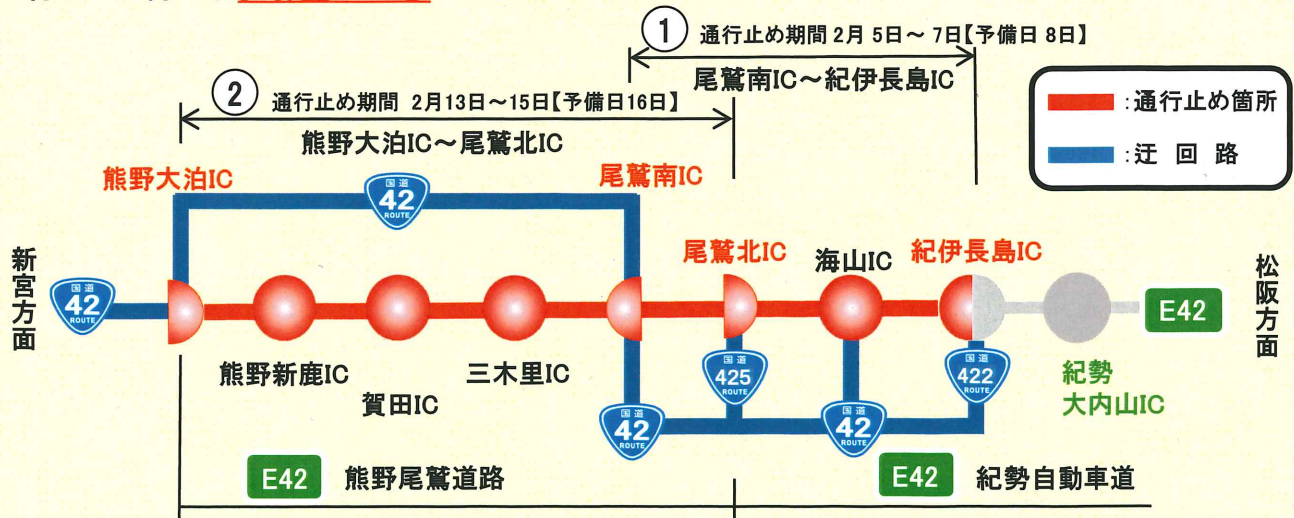 ① 通行止め期間 2月 5日~ 7日【予備日 8日】
尾鷲南IC~紀伊長島IC
② 通行止め期間 2月13日~15日【予備日16日】
熊野大泊IC~尾鷲北IC
:通行止め箇所
:迂 回 路
熊野大泊IC
国道
42
ROUTE
尾鷲南IC
尾鷲北IC
海山IC
紀伊長島IC
新宮方面
国道
42
ROUTE
E42
松阪方面
熊野新鹿IC
賀田IC
三木里IC
国道
425
ROUTE
国道
422
ROUTE
紀勢
大内山IC
国道
42
ROUTE
国道
42
ROUTE
E42 熊野尾鷲道路
E42 紀勢自動車道